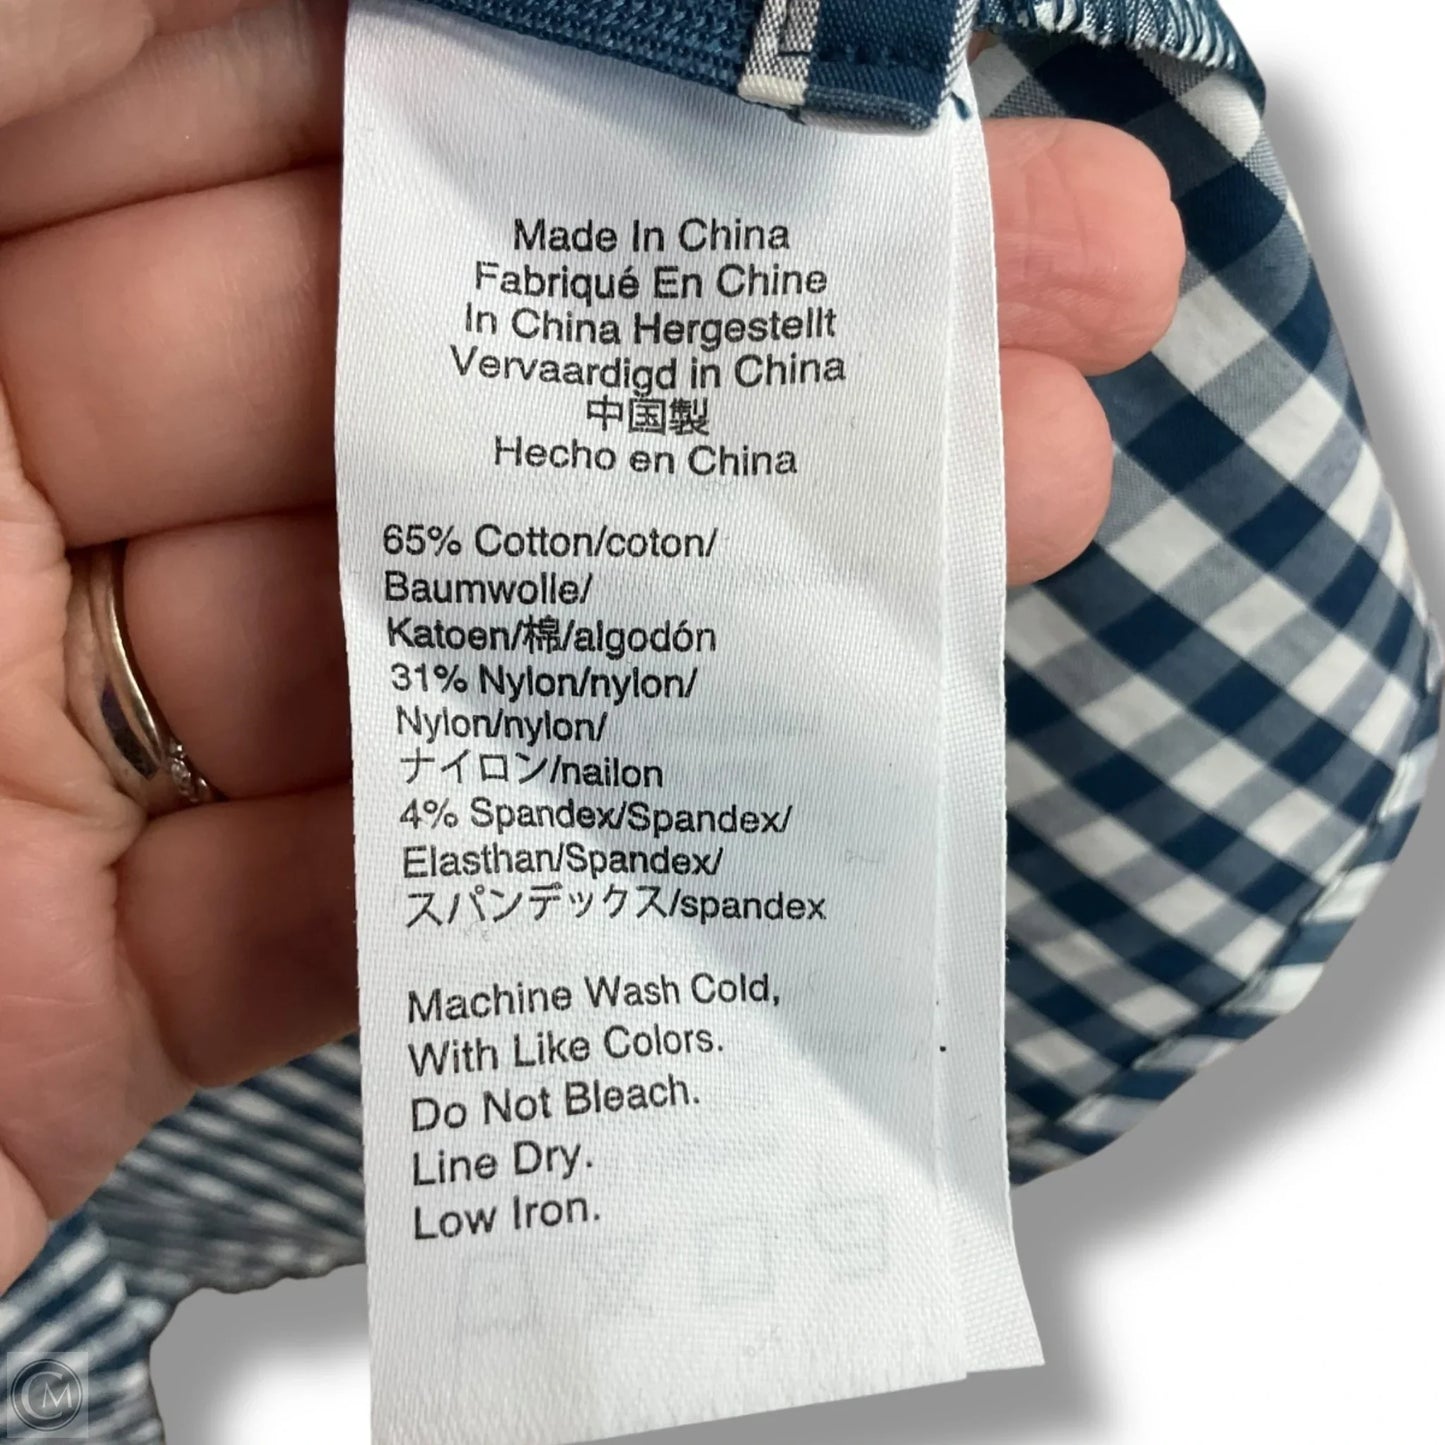 Made In China
Fabriqué En Chine
In China Hergestellt
Vervaardigd in China
中国製
Hecho en China
65% Cotton/coton/
Baumwolle/
Katoen/棉/algodón
31% Nylon/nylon/
Nylon/nylon/
ナイロン/nailon
4% Spandex/Spandex/
Elasthan/Spandex/
スパンデックス/spandex
Machine Wash Cold,
With Like Colors.
Do Not Bleach.
Line Dry.
Low Iron.
CM